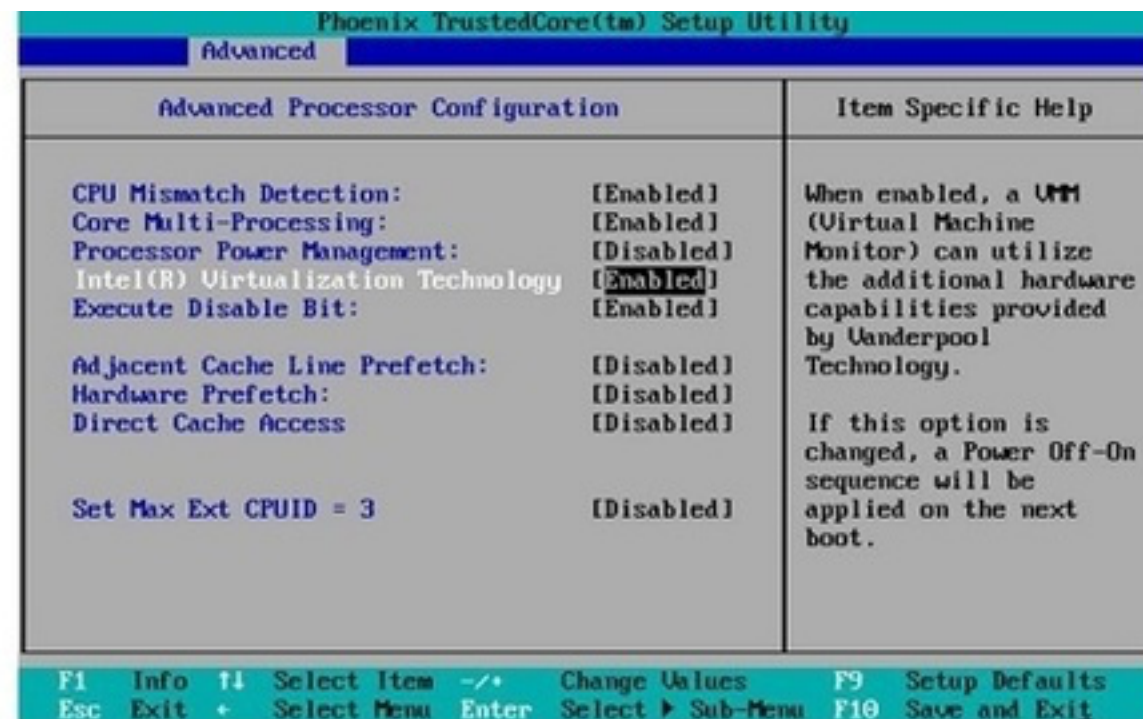 Phoenix TrustedCore(tm) Setup Utility
Advanced
Advanced Processor Configuration
Item Specific Help
CPU Mismatch Detection: [Enabled]
Core Multi-Processing: [Enabled]
Processor Power Management: [Disabled]
Intel(R) Virtualization Technology [Enabled]
Execute Disable Bit: [Enabled]
Adjacent Cache Line Prefetch: [Disabled]
Hardware Prefetch: [Disabled]
Direct Cache Access [Disabled]
Set Max Ext CPUID = 3 [Disabled]
When enabled, a VMM
(Virtual Machine
Monitor) can utilize
the additional hardware
capabilities provided
by Vanderpool
Technology.
If this option is
changed, a Power Off-On
sequence will be
applied on the next
boot.
F1 Info ↑↓ Select Item -/+ Change Values F9 Setup Defaults
Esc Exit ← Select Menu Enter Select ▶ Sub-Menu F10 Save and Exit